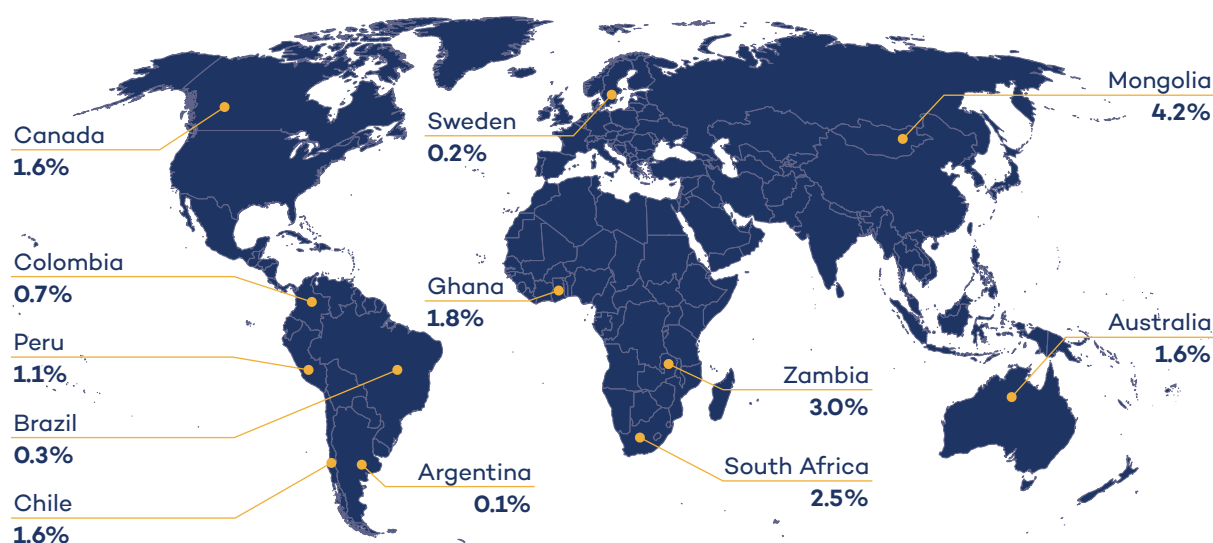 Canada
1.6%
Colombia
0.7%
Peru
1.1%
Brazil
0.3%
Chile
1.6%
Sweden
0.2%
Ghana
1.8%
Argentina
0.1%
Mongolia
4.2%
Australia
1.6%
Zambia
3.0%
South Africa
2.5%